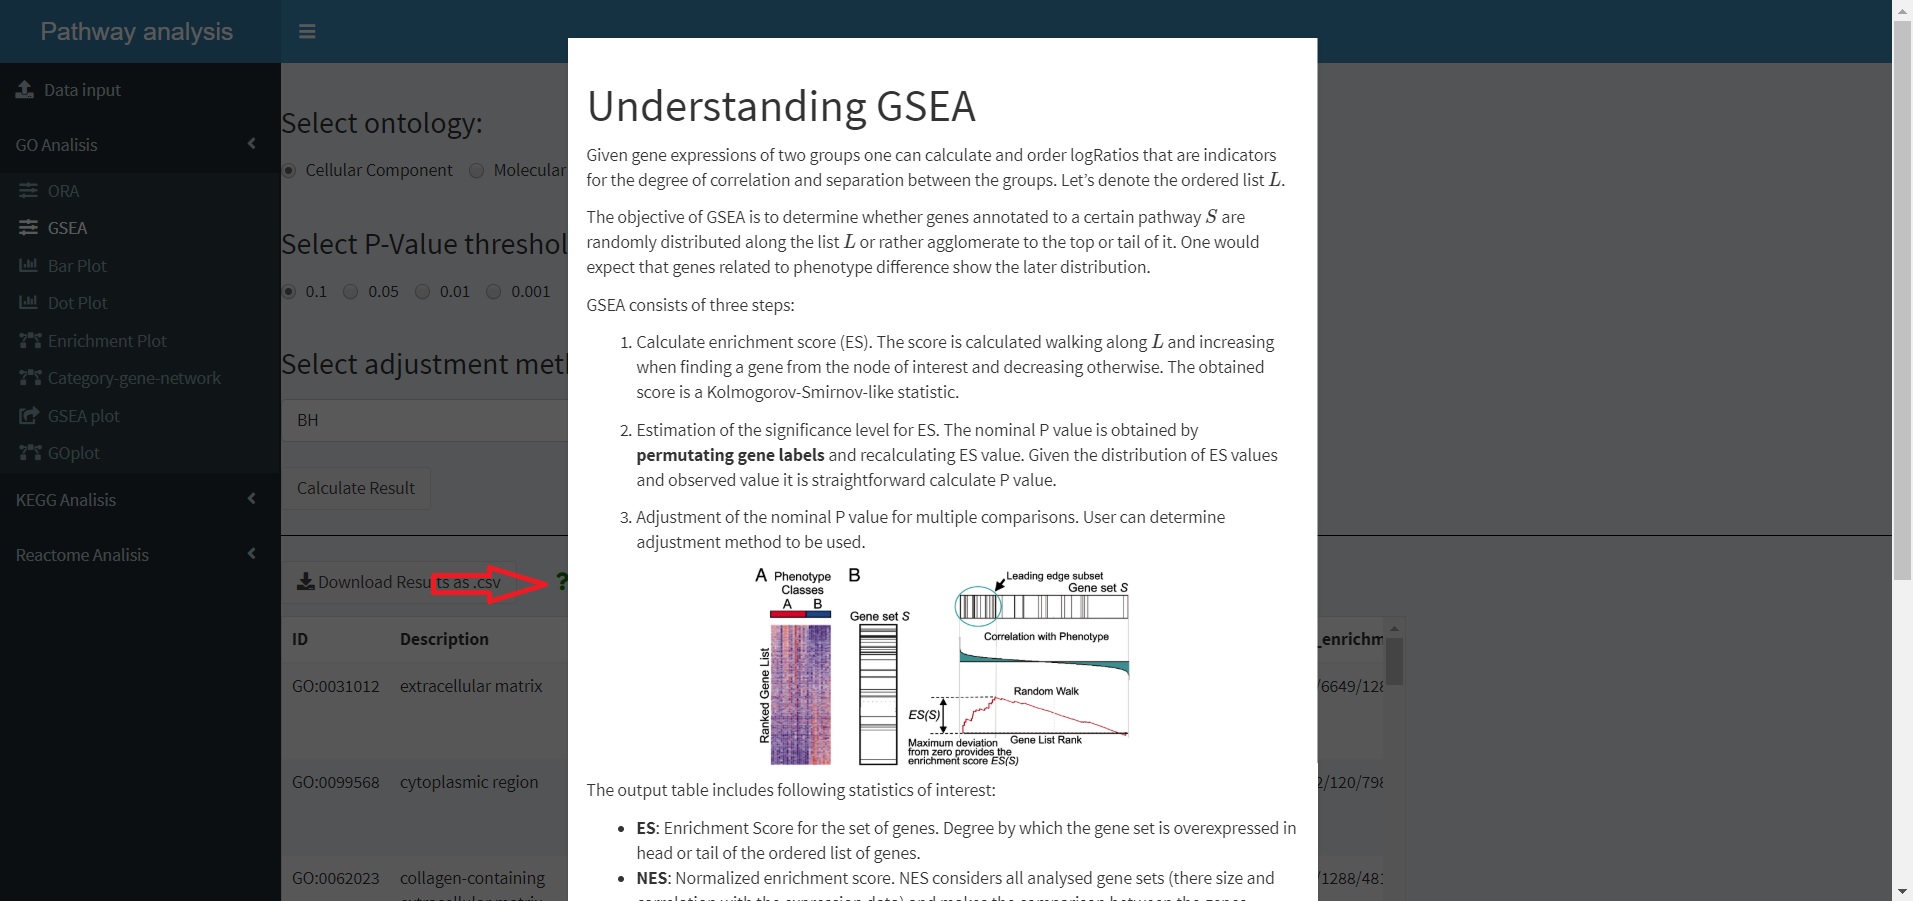 Pathway analysis
Data input
GO Analisis
ORA
GSEA
Bar Plot
Dot Plot
Enrichment Plot
Category-gene-network
GSEA plot
GOplot
KEGG Analisis
Reactome Analisis
Select ontology:
Cellular Component Molecular
Select P-Value
0.1 0.05 0.01 0.001
Select adjustment
BH
Calculate Result
Download Results as .csv
?
ID Description
GO:0031012 extracellular matrix
GO:0099568 cytoplasmic region
GO:0062023 collagen-containing
Understanding GSEA
Given gene expressions of two groups one can calculate and order logRatios that are indicators
for the degree of correlation and separation between the groups. Let’s denote the ordered list L.
The objective of GSEA is to determine whether genes annotated to a certain pathway S are
randomly distributed along the list L or rather agglomerate to the top or tail of it. One would
expect that genes related to phenotype difference show the later distribution.
GSEA consists of three steps:
1. Calculate enrichment score (ES). The score is calculated walking along L and increasing
when finding a gene from the node of interest and decreasing otherwise. The obtained
score is a Kolmogorov-Smirnov-like statistic.
2. Estimation of the significance level for ES. The nominal P value is obtained by
permutating gene labels and recalculating ES value. Given the distribution of ES values
and observed value it is straightforward calculate P value.
3. Adjustment of the nominal P value for multiple comparisons. User can determine
adjustment method to be used.
A Phenotype
Classes
A B
Ranked Gene List
B
Gene set S
Leading edge subset
Gene set S
Correlation with Phenotype
Random Walk
ES(S)
Gene List Rank
Maximum deviation
from zero provides the
enrichment score ES(S)
The output table includes following statistics of interest:
• ES: Enrichment Score for the set of genes. Degree by which the gene set is overexpressed in
head or tail of the ordered list of genes.
• NES: Normalized enrichment score. NES considers all analysed gene sets (there size and
_enrichm
/6649/128
2/120/798
/1288/481